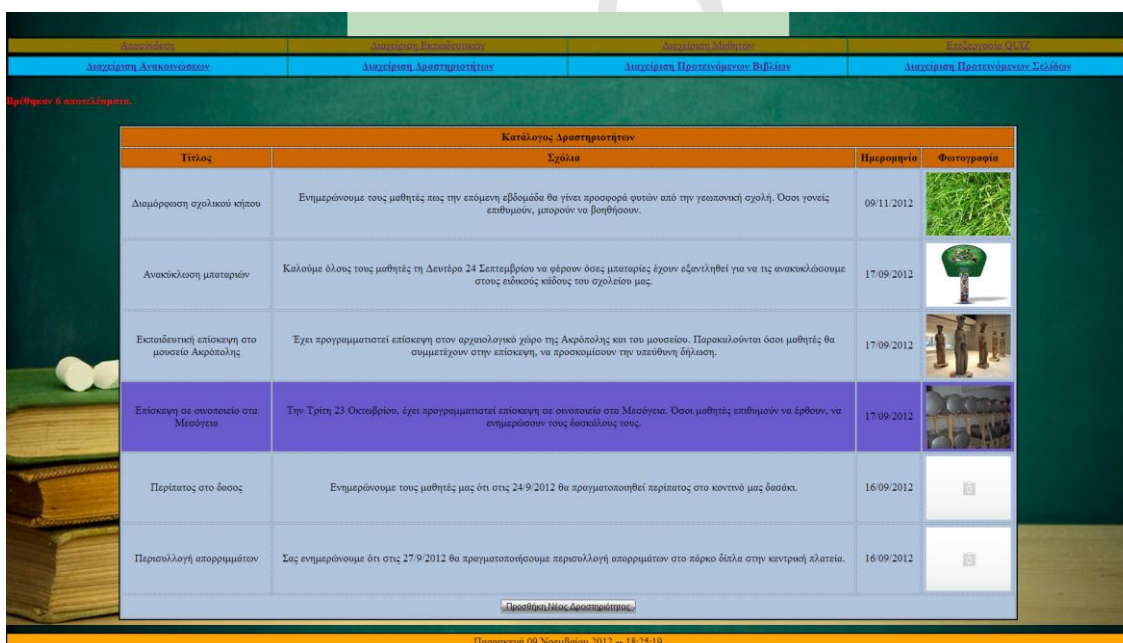 Αποσύνδεση Διαχείριση Εκπαιδευτικών Διαχείριση Μαθητών Επεξεργασία QUIZ
Διαχείριση Ανακοινώσεων Διαχείριση Δραστηριοτήτων Διαχείριση Προτεινόμενων Βιβλίων Διαχείριση Προτεινόμενων Σελίδων
Βρέθηκαν 6 αποτελέσματα.
Κατάλογος Δραστηριοτήτων
Τίτλος Σχόλια Ημερομηνία Φωτογραφία
Διαμόρφωση σχολικού κήπου
Ενημερώνουμε τους μαθητές πως την επόμενη εβδομάδα θα γίνει προσφορά φυτών από την γεωπονική σχολή. Όσοι γονείς
επιθυμούν, μπορούν να βοηθήσουν.
09/11/2012
Ανακύκλωση μπαταριών
Καλούμε όλους τους μαθητές τη Δευτέρα 24 Σεπτεμβρίου να φέρουν όσες μπαταρίες έχουν εξαντληθεί για να τις ανακυκλώσουμε
στους ειδικούς κάδους του σχολείου μας.
17/09/2012
Εκπαιδευτική επίσκεψη στο
μουσείο Ακρόπολης
Έχει προγραμματιστεί επίσκεψη στον αρχαιολογικό χώρο της Ακρόπολης και του μουσείου. Παρακαλούνται όσοι μαθητές θα
συμμετέχουν στην επίσκεψη, να προσκομίσουν την υπεύθυνη δήλωση.
17/09/2012
Επίσκεψη σε οινοποιείο στα
Μεσόγεια
Την Τρίτη 23 Οκτωβρίου, έχει προγραμματιστεί επίσκεψη σε οινοποιείο στα Μεσόγεια. Όσοι μαθητές επιθυμούν να έρθουν, να
ενημερώσουν τους δασκάλους τους.
17/09/2012
Περίπατος στο δασος
Ενημερώνουμε τους μαθητές μας ότι στις 24/9/2012 θα πραγματοποιηθεί περίπατος στο κοντινό μας δασάκι.
16/09/2012
Περισυλλογή απορριμμάτων
Σας ενημερώνουμε ότι στις 27/9/2012 θα πραγματοποιήσουμε περισυλλογή απορριμάτων στο πάρκο δίπλα στην κεντρική πλατεία.
16/09/2012
Προσθήκη Νέας Δραστηριότητας
Παρασκευή 09 Νοεμβρίου 2012 -- 18:25:19